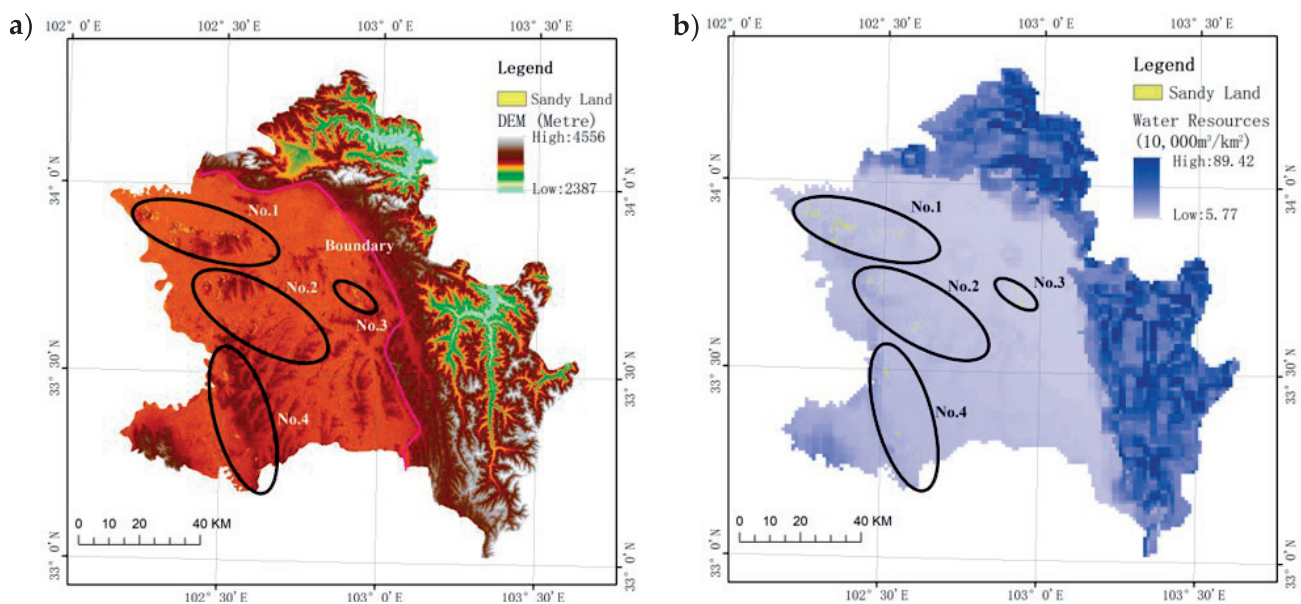 a)
102° 0′E
103° 0′E
102° 30′E
103° 30′E
Legend
Sandy Land
DEM (Metre)
High:4556
Low:2387
34° 0′N
34° 0′N
No.1
Boundary
No.2
No.3
33° 30′N
33° 30′N
No.4
0 10 20 40 KM
33° 0′N
33° 0′N
102° 30′E
103° 0′E
103° 30′E
b)
102° 0′E
103° 0′E
102° 30′E
103° 30′E
Legend
Sandy Land
Water Resources
(10,000m³/km²)
High:89.42
Low:5.77
34° 0′N
34° 0′N
No.1
No.2
No.3
33° 30′N
33° 30′N
No.4
0 10 20 40 KM
33° 0′N
33° 0′N
102° 30′E
103° 0′E
103° 30′E